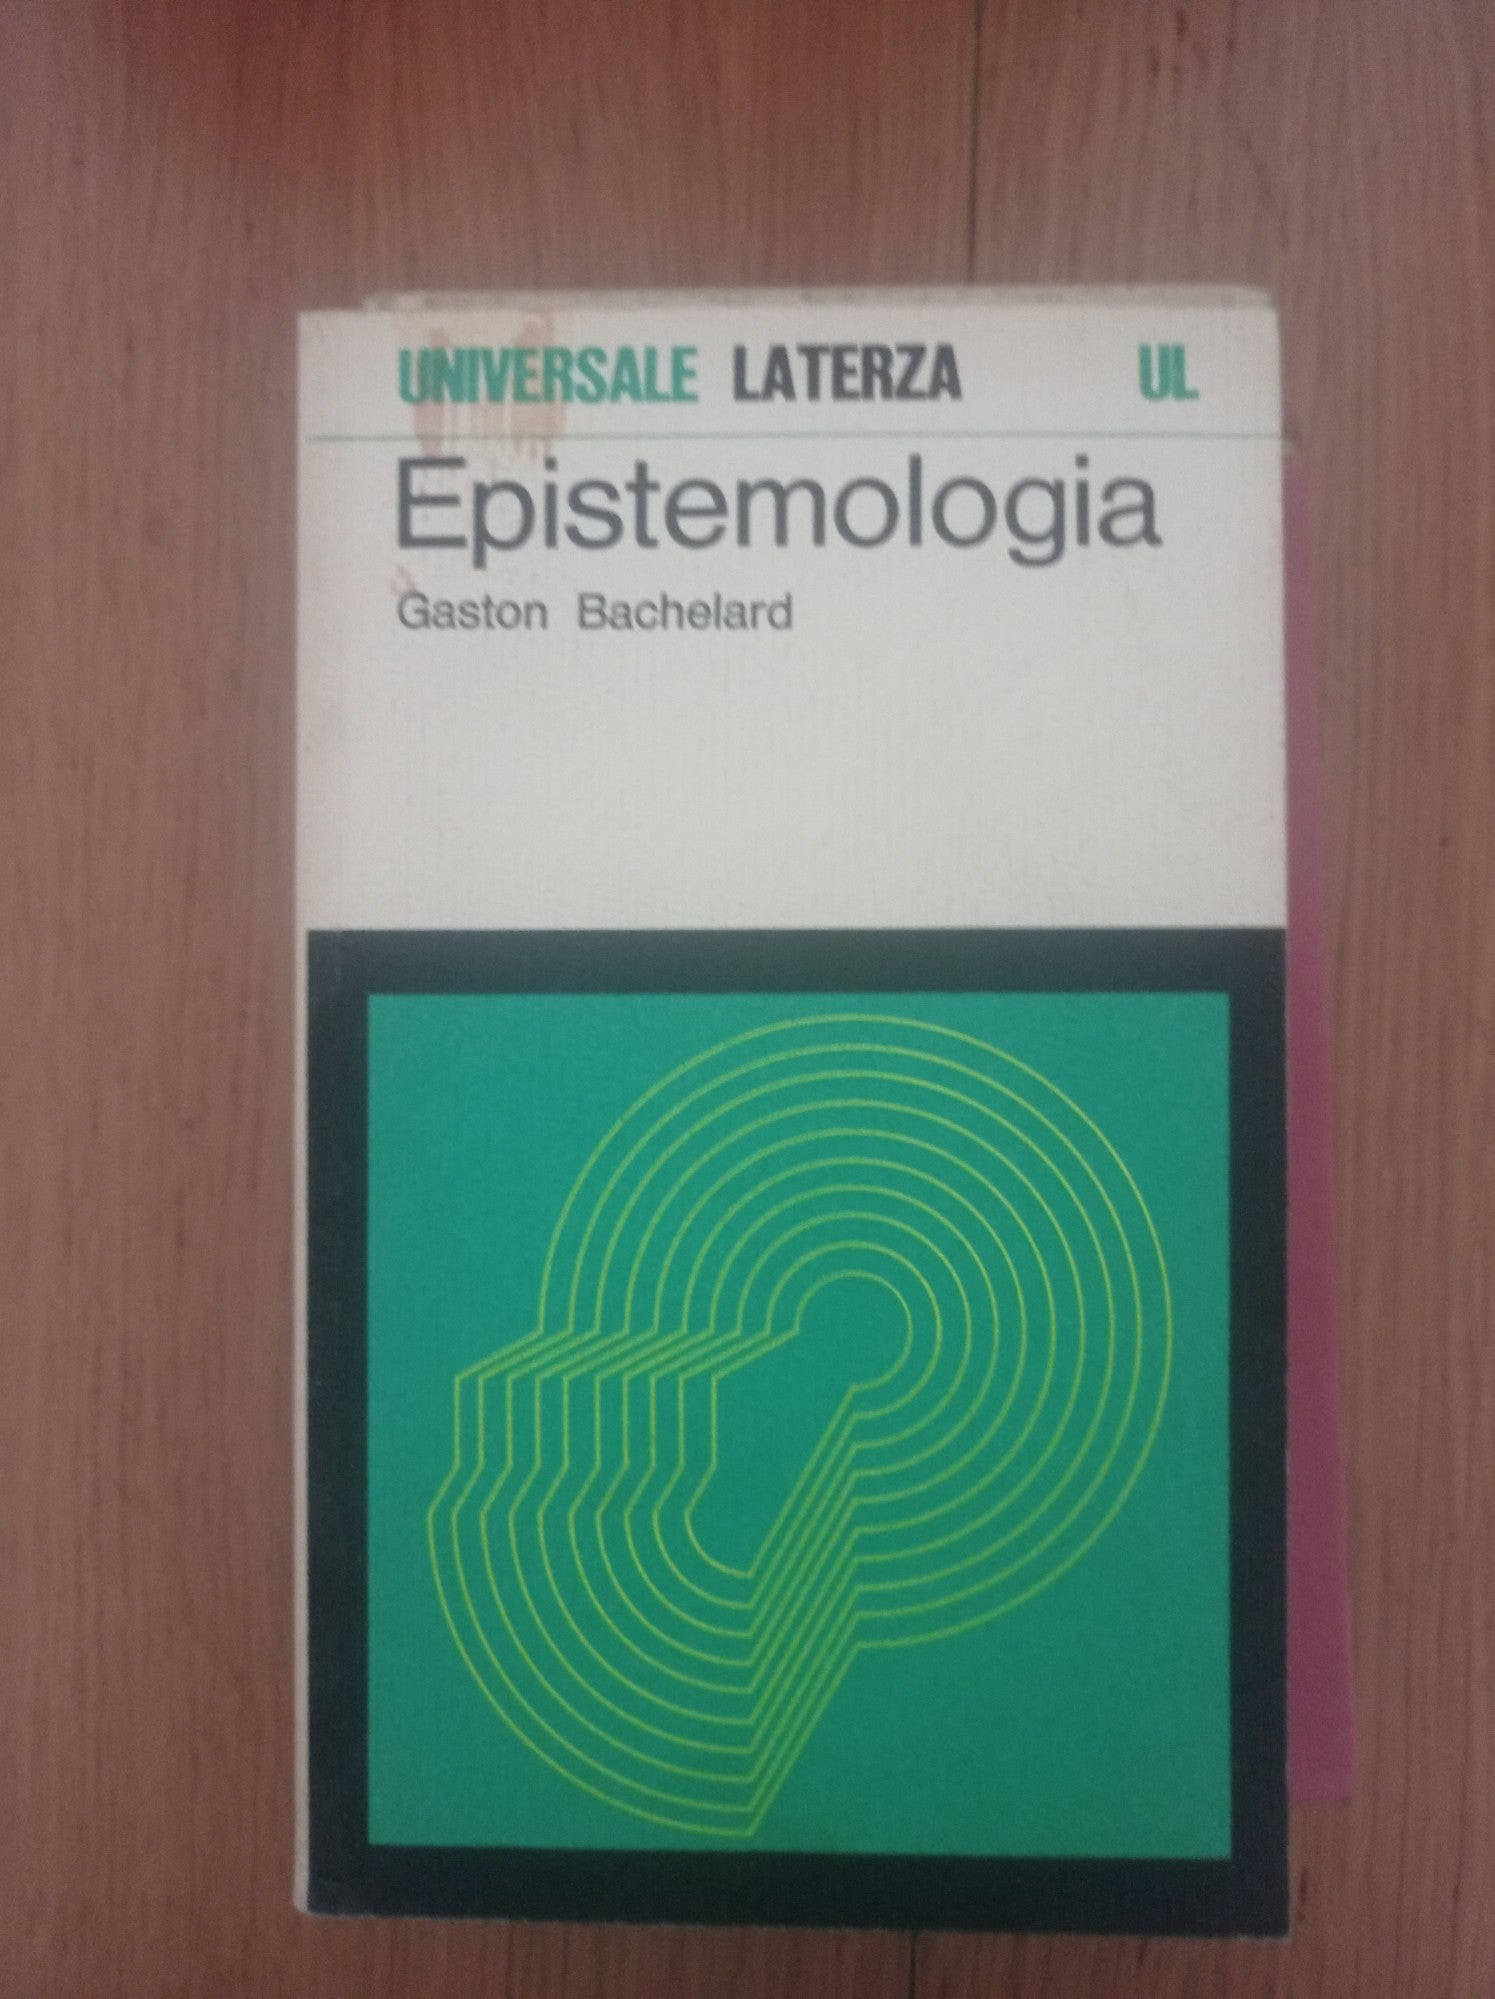 UNIVERSALE LATERZA UL
Epistemologia
Gaston Bachelard